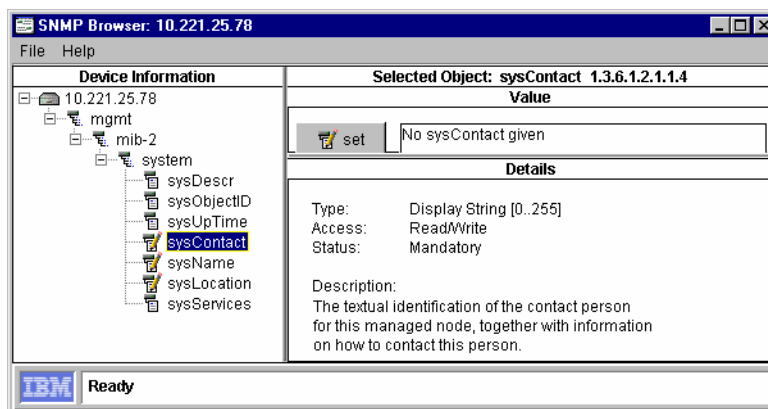 SNMP Browser: 10.221.25.78
File Help
Device Information
10.221.25.78
mgmt
mib-2
system
sysDescr
sysObjectID
sysUpTime
sysContact
sysName
sysLocation
sysServices
Selected Object: sysContact 1.3.6.1.2.1.1.4
Value
set No sysContact given
Details
Type: Display String [0..255]
Access: Read/Write
Status: Mandatory
Description:
The textual identification of the contact person
for this managed node, together with information
on how to contact this person.
IBM Ready